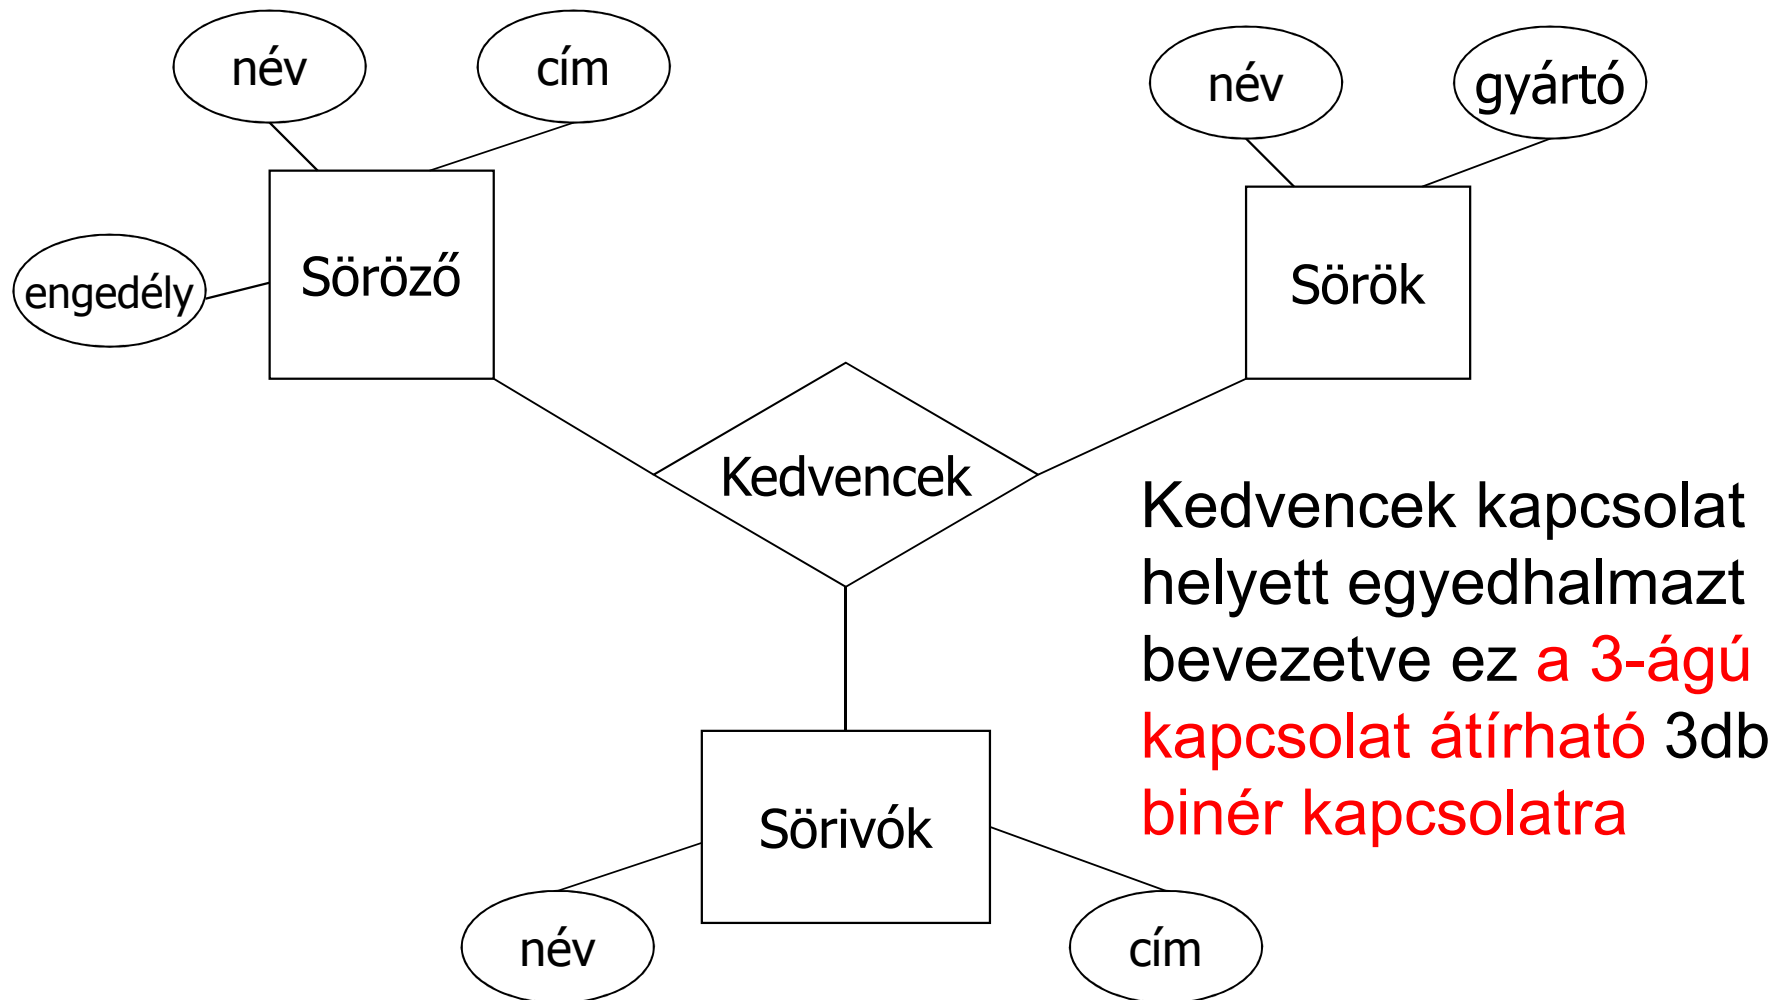 név
cím
név
gyártó
engedély
Söröző
Sörök
Kedvencek
Kedvencek kapcsolat
helyett egyedhalmazt
bevezetve ez a 3-ágú
kapcsolat átírható 3db
binér kapcsolatra
Sörivók
név
cím